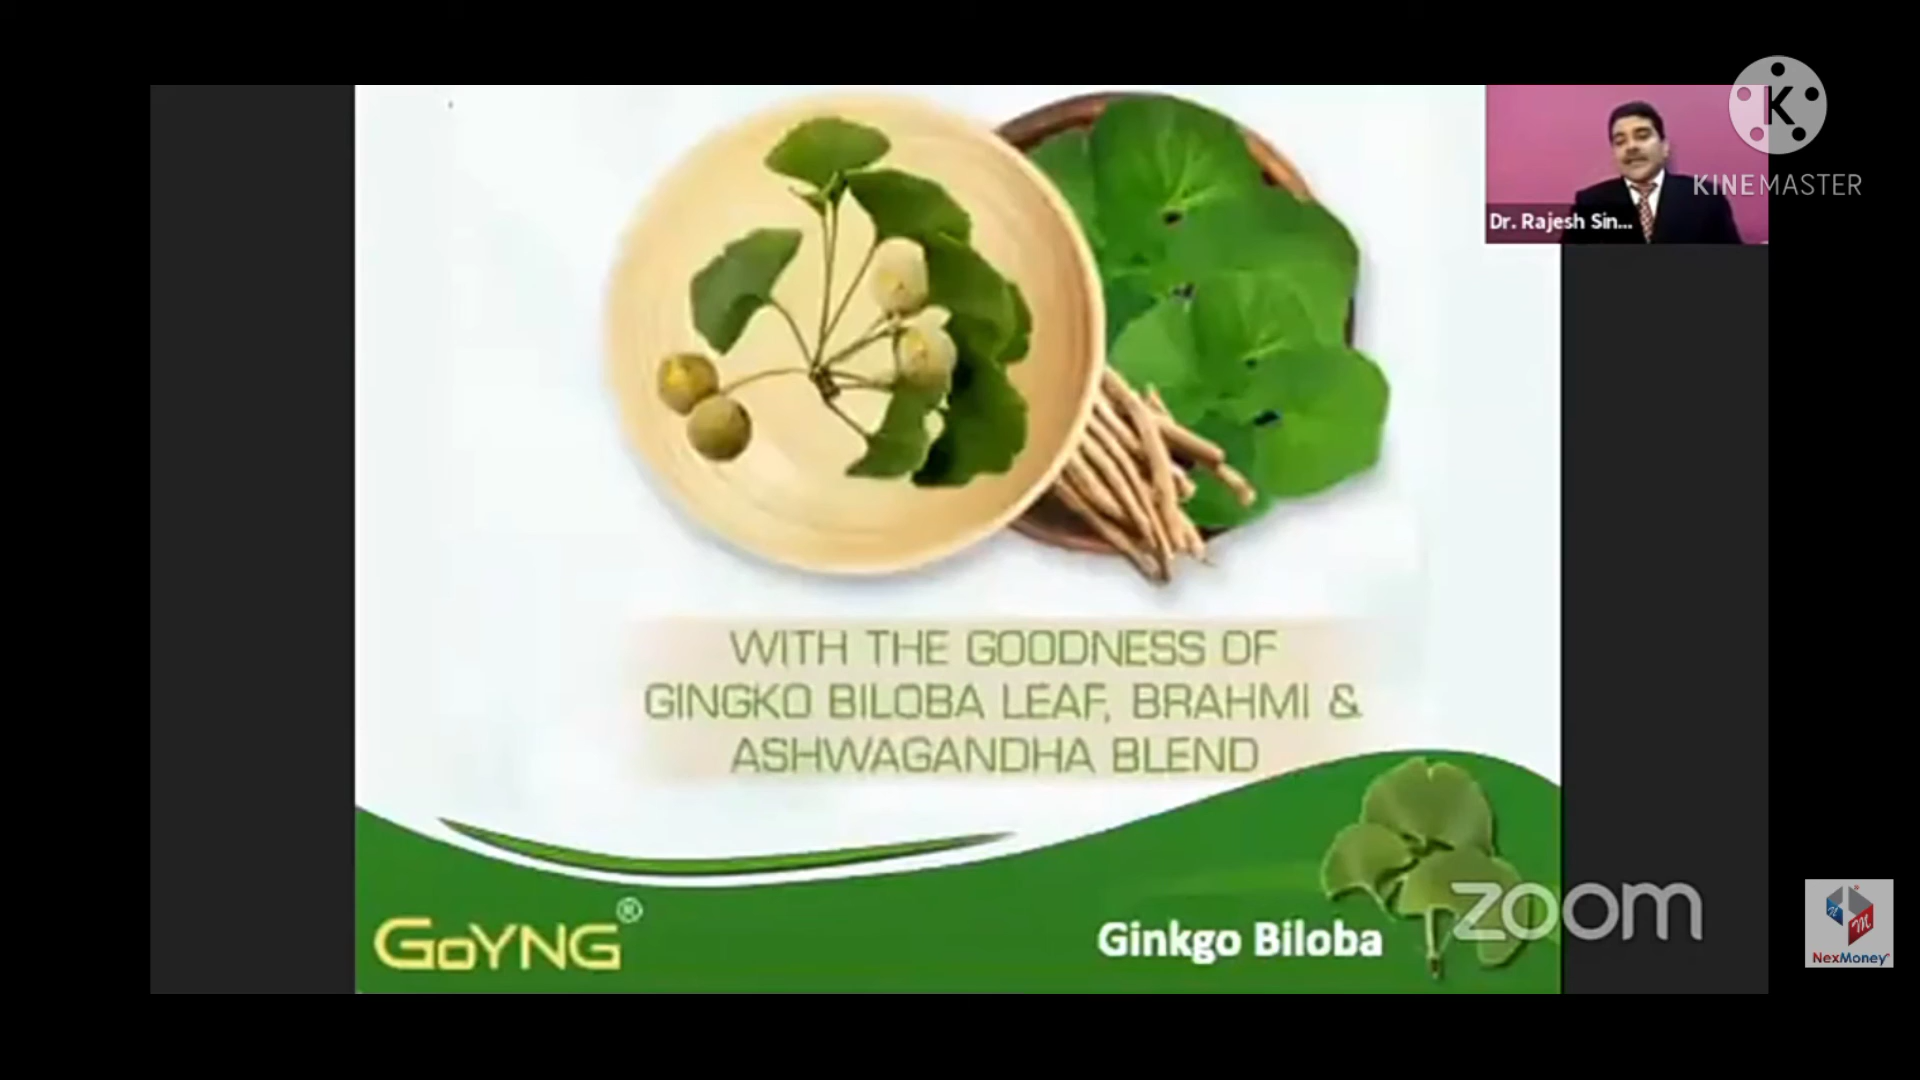 K
KINEMASTER
Dr. Rajesh Sin...
WITH THE GOODNESS OF
GINGKO BILOBA LEAF, BRAHMI &
ASHWAGANDHA BLEND
GOYNG®
Ginkgo Biloba
zoom
NexMoney